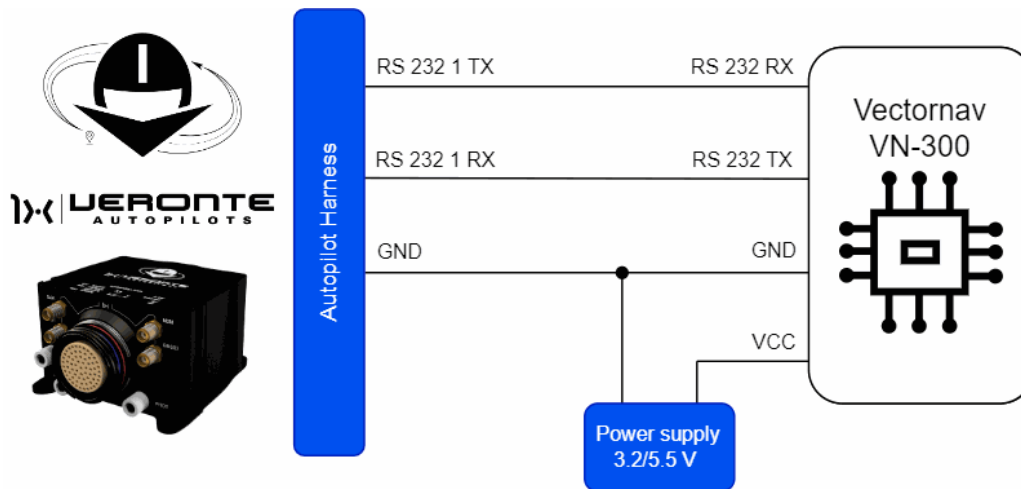 VERONTE
AUTOPILOTS
Autopilot Harness
RS 232 1 TX
RS 232 RX
RS 232 1 RX
RS 232 TX
GND
GND
VCC
Vectornav
VN-300
Power supply
3.2/5.5 V